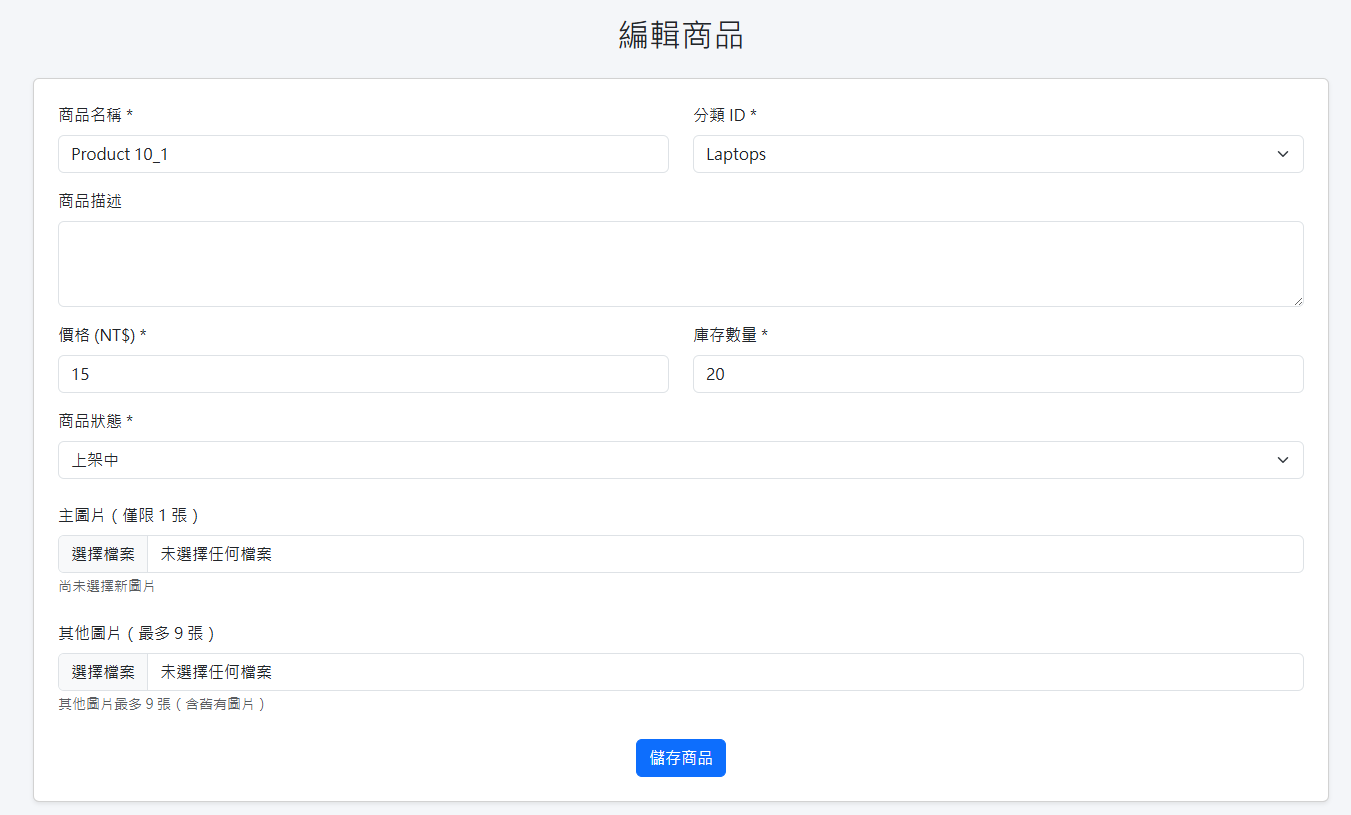 編輯商品
商品名稱 *
分類 ID *
Product 10_1
Laptops
商品描述
價格 (NT$) *
庫存數量 *
15
20
商品狀態 *
上架中
主圖片（僅限 1 張）
選擇檔案 未選擇任何檔案
尚未選擇新圖片
其他圖片（最多 9 張）
選擇檔案 未選擇任何檔案
其他圖片最多 9 張（含舊有圖片）
儲存商品